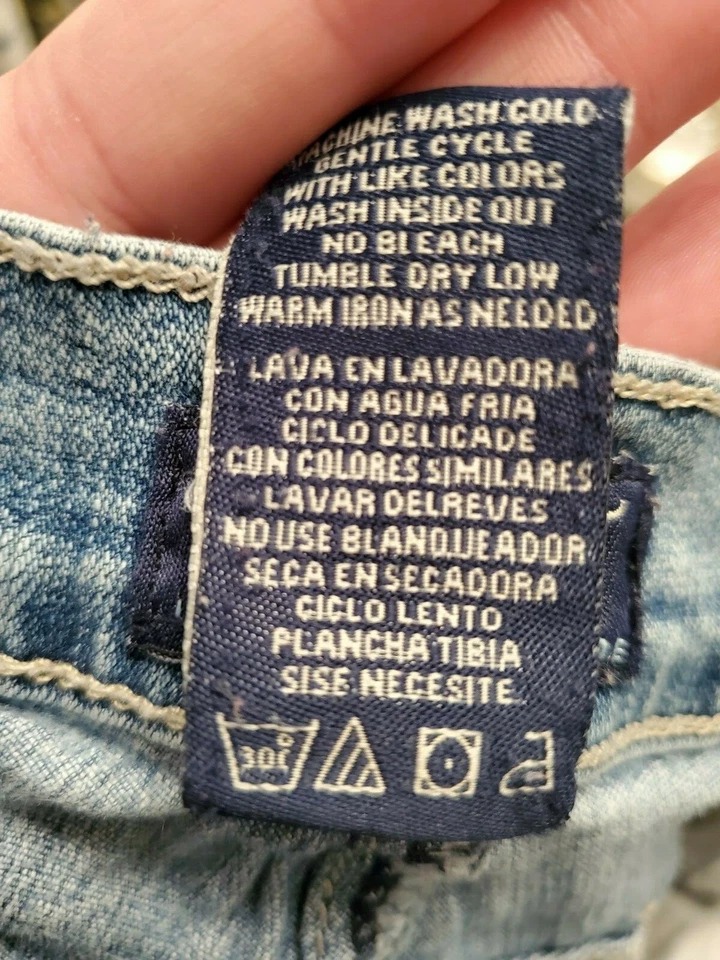 MACHINE WASH COLD
GENTLE CYCLE
WITH LIKE COLORS
WASH INSIDE OUT
NO BLEACH
TUMBLE DRY LOW
WARM IRON AS NEEDED
LAVA EN LAVADORA
CON AGUA FRIA
CICLO DELICADE
CON COLORES SIMILARES
LAVAR DELREVES
NO USE BLANQUEADOR
SECA EN SECADORA
CICLO LENTO
PLANCHA TIBIA
SISE NECESITE